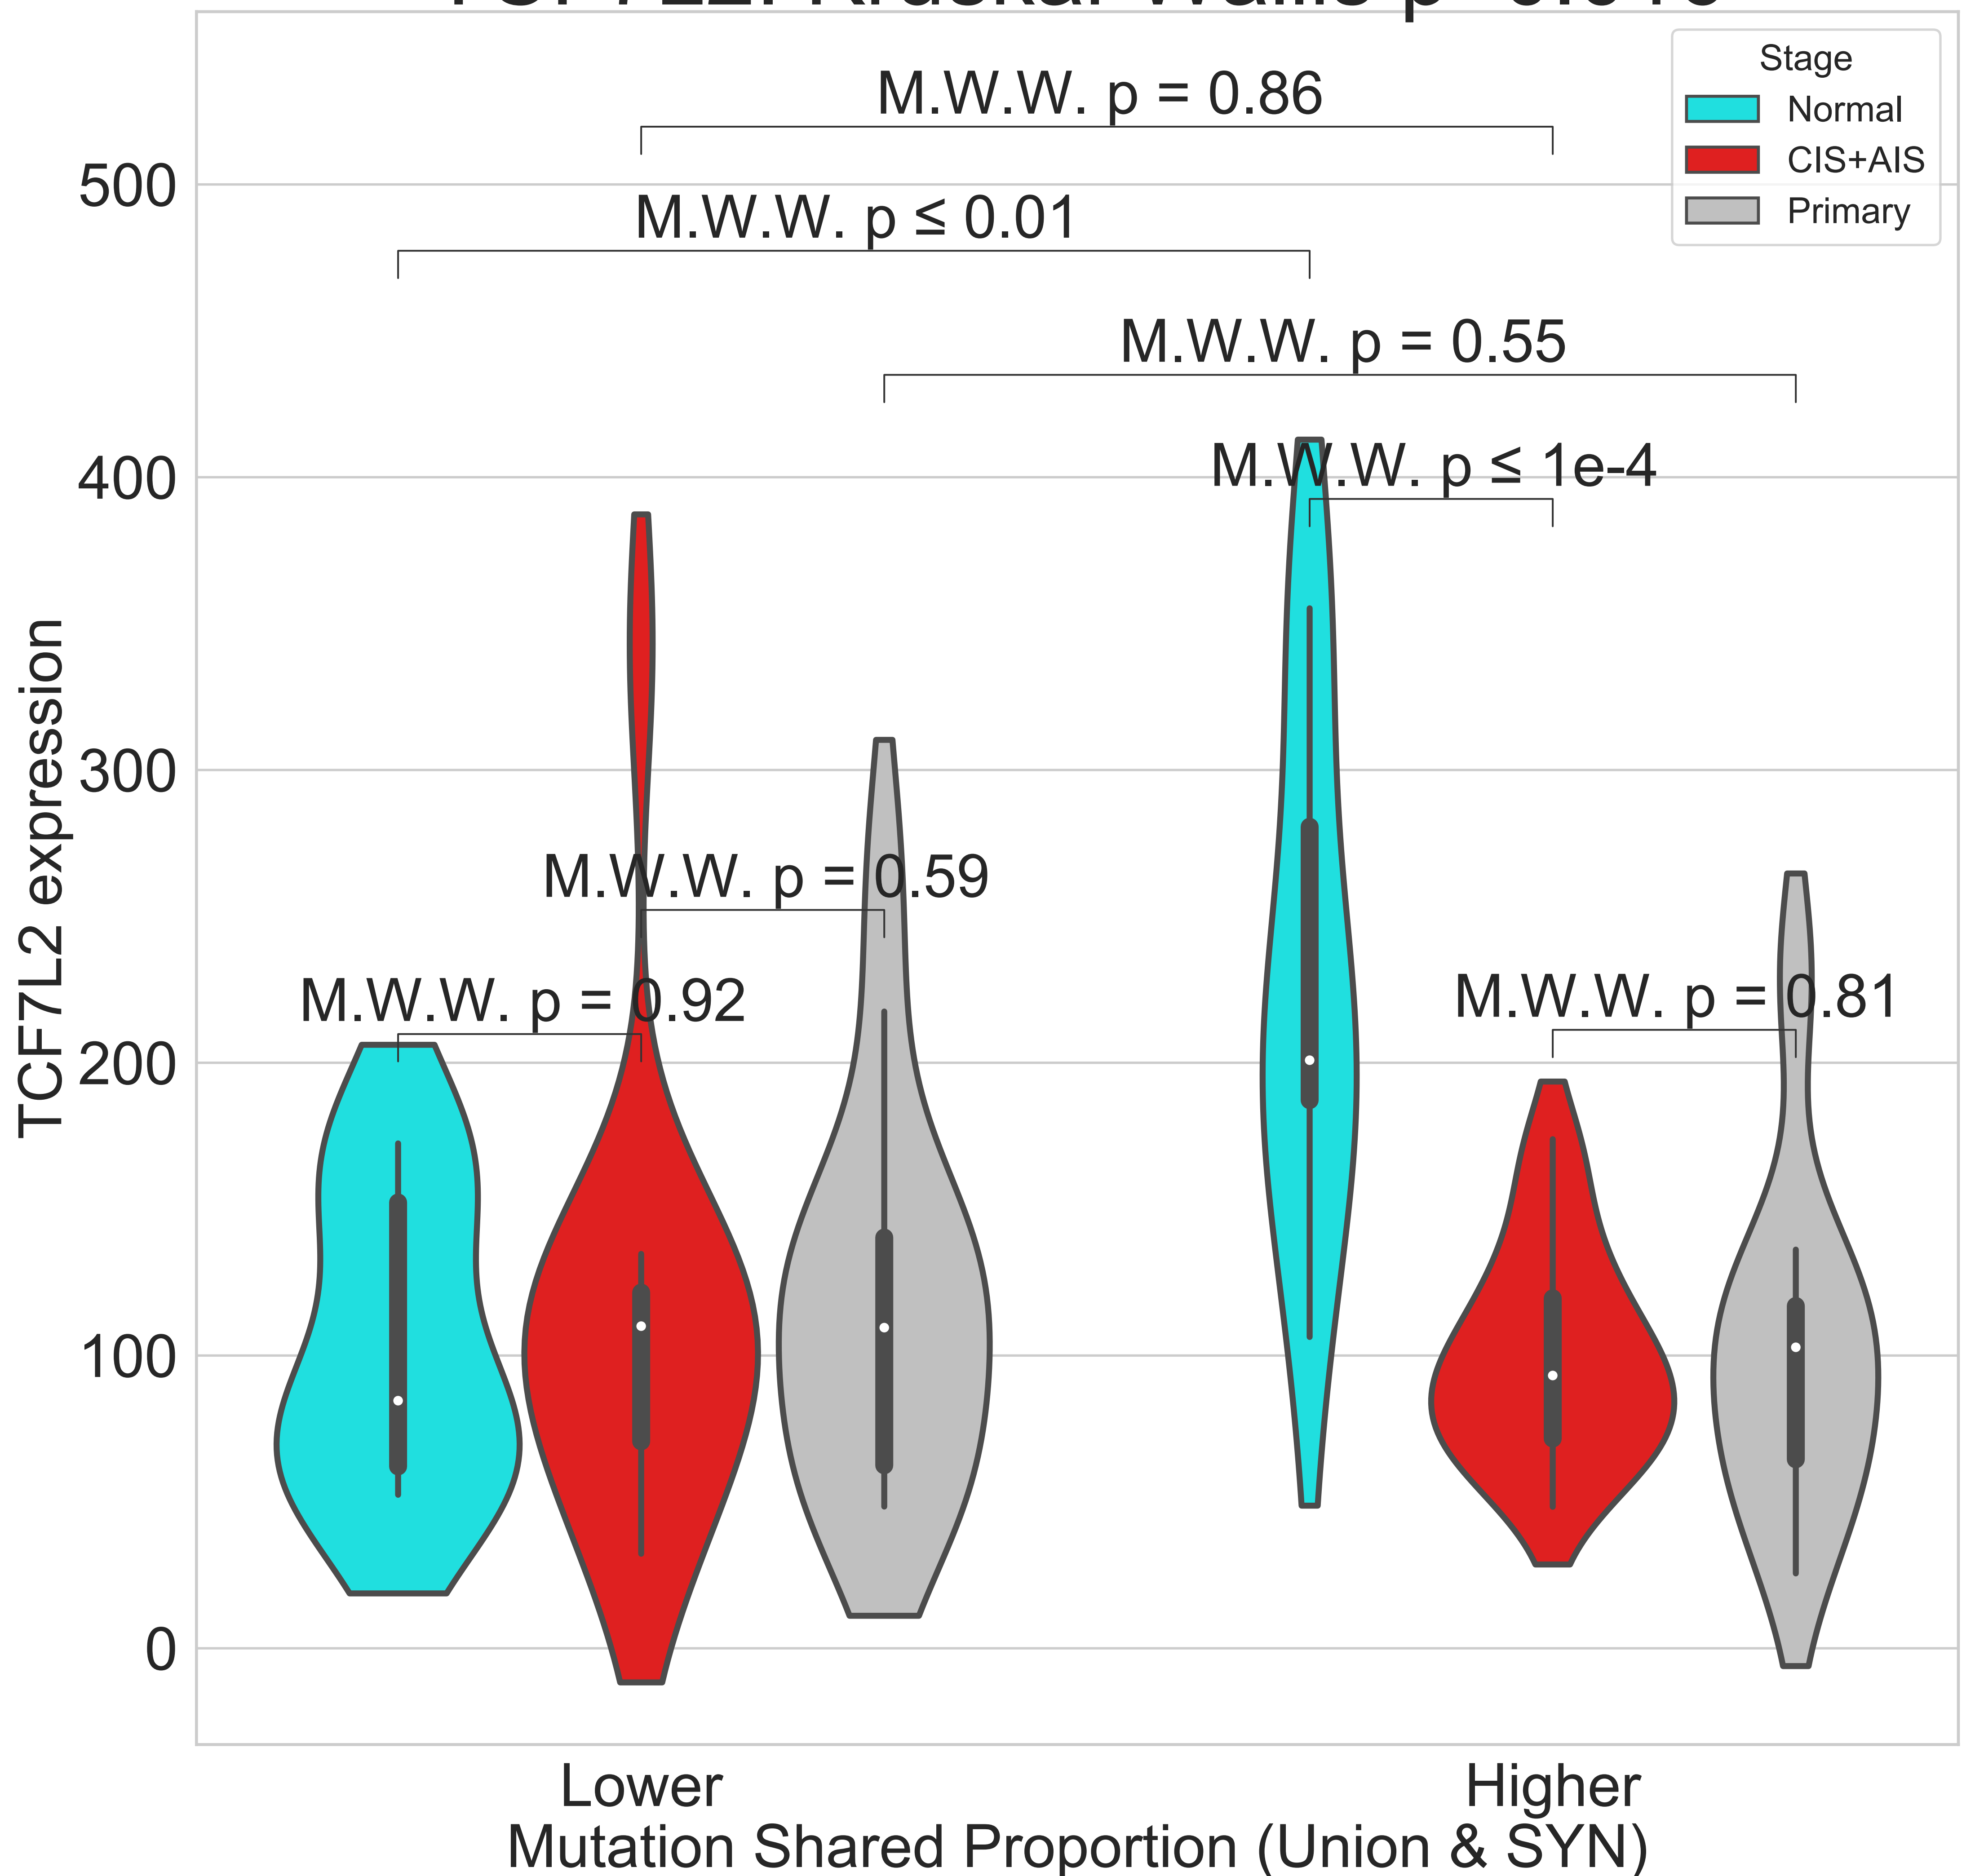 Stage
Normal
CIS+AIS
Primary
M.W.W. p = 0.86
M.W.W. p ≤ 0.01
M.W.W. p = 0.55
M.W.W. p ≤ 1e-4
M.W.W. p = 0.59
M.W.W. p = 0.92
M.W.W. p = 0.81
500
400
300
200
100
0
TCF7L2 expression
Lower
Higher
Mutation Shared Proportion (Union & SYN)